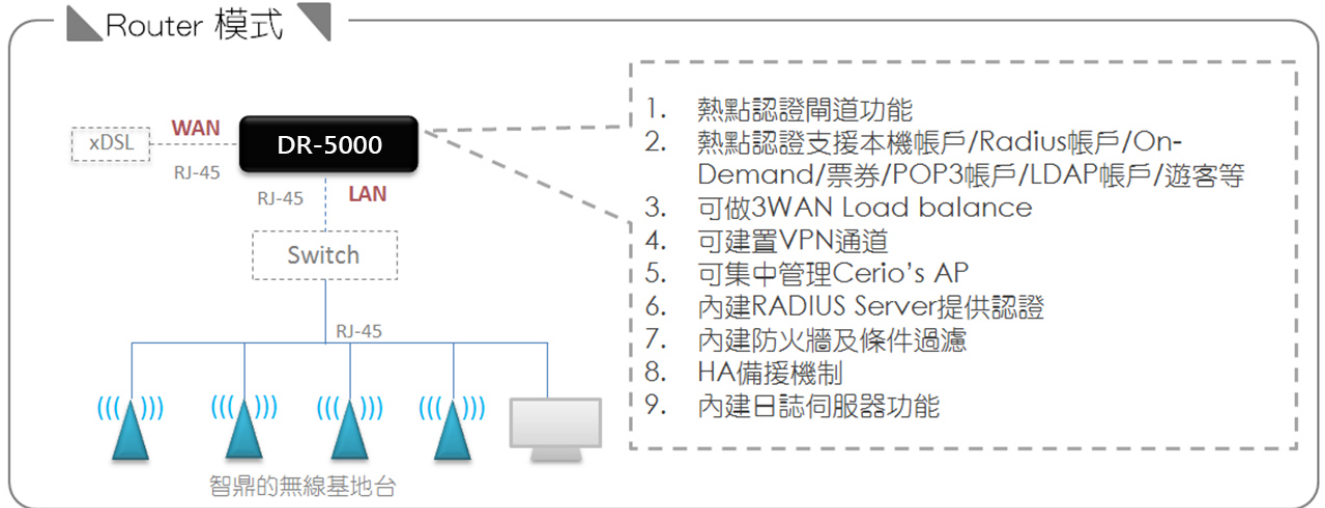 Router 模式
xDSL
WAN
RJ-45
DR-5000
RJ-45
LAN
Switch
RJ-45
智鼎的無線基地台
1. 熱點認證閘道功能
2. 熱點認證支援本機帳戶/Radius帳戶/On-
Demand/票券/POP3帳戶/LDAP帳戶/遊客等
3. 可做3WAN Load balance
4. 可建置VPN通道
5. 可集中管理Cerio’s AP
6. 內建RADIUS Server提供認證
7. 內建防火牆及條件過濾
8. HA備援機制
9. 內建日誌伺服器功能